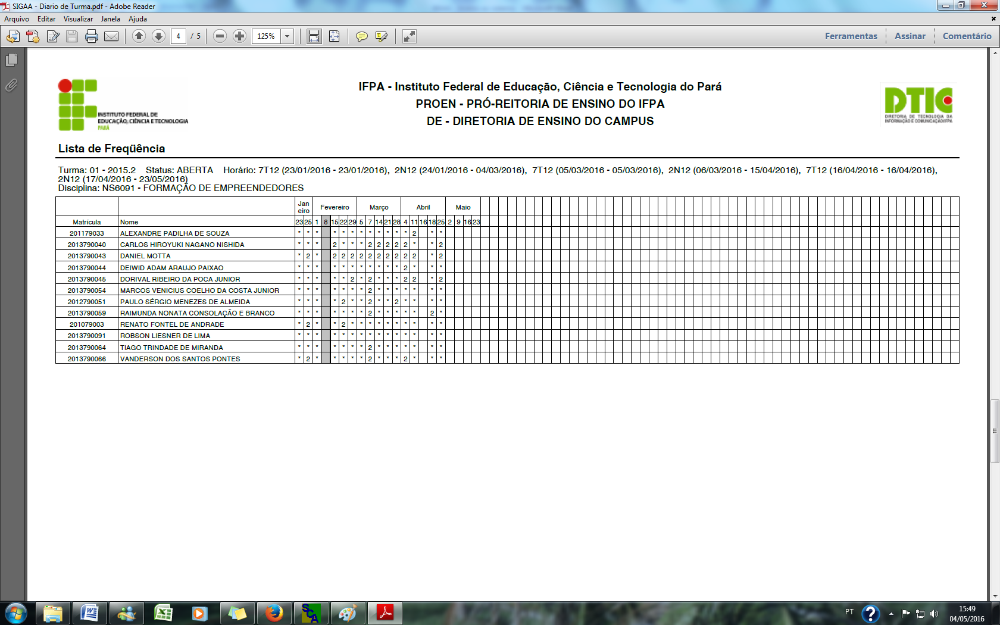 SIGAA - Diario de Turma.pdf - Adobe Reader
Arquivo Editar Visualizar Janela Ajuda
4 / 5 125% Ferramentas Assinar Comentário
INSTITUTO FEDERAL DE
EDUCAÇÃO, CIÊNCIA E TECNOLOGIA
PARÁ
IFPA - Instituto Federal de Educação, Ciência e Tecnologia do Pará
PROEN - PRÓ-REITORIA DE ENSINO DO IFPA
DE - DIRETORIA DE ENSINO DO CAMPUS
DTIC
DIRETORIA DE TECNOLOGIA DA
INFORMAÇÃO E COMUNICAÇÃO/IFPA
Lista de Freqüência
Turma: 01 - 2015.2 Status: ABERTA Horário: 7T12 (23/01/2016 - 23/01/2016), 2N12 (24/01/2016 - 04/03/2016), 7T12 (05/03/2016 - 05/03/2016), 2N12 (06/03/2016 - 15/04/2016), 7T12 (16/04/2016 - 16/04/2016),
2N12 (17/04/2016 - 23/05/2016)
Disciplina: NS6091 - FORMAÇÃO DE EMPREENDEDORES
Jan
eiro Fevereiro Março Abril Maio
Matrícula Nome 23 25 1 8 15 22 29 5 7 14 21 28 4 11 16 18 25 2 9 16 23
201179033 ALEXANDRE PADILHA DE SOUZA * * * * * * * * * * * * 2 * *
2013790040 CARLOS HIROYUKI NAGANO NISHIDA * * * 2 * * * 2 2 2 2 2 * * 2
2013790043 DANIEL MOTTA * 2 * 2 2 2 2 2 2 2 2 2 2 * 2
2013790044 DEIWID ADAM ARAUJO PAIXAO * * * * * * * * * * * 2 * * *
2013790045 DORIVAL RIBEIRO DA POCA JUNIOR * * * * * 2 * 2 * * * 2 2 * 2
2013790054 MARCOS VENICIUS COELHO DA COSTA JUNIOR * * * * * * * 2 * * * * * * *
2012790051 PAULO SÉRGIO MENEZES DE ALMEIDA * * * * 2 * * 2 * * 2 * * * *
2013790059 RAIMUNDA NONATA CONSOLAÇÃO E BRANCO * * * * * * * 2 * * * * * 2 *
201079003 RENATO FONTEL DE ANDRADE * 2 * * 2 * * * * * * * * * *
2013790091 ROBSON LIESNER DE LIMA * * * * * * * * * * * * * * *
2013790064 TIAGO TRINDADE DE MIRANDA * * * * * * * 2 * * * * * * *
2013790066 VANDERSON DOS SANTOS PONTES * 2 * * * * * 2 * * * 2 * * *
SCA
PT
15:49
04/05/2016